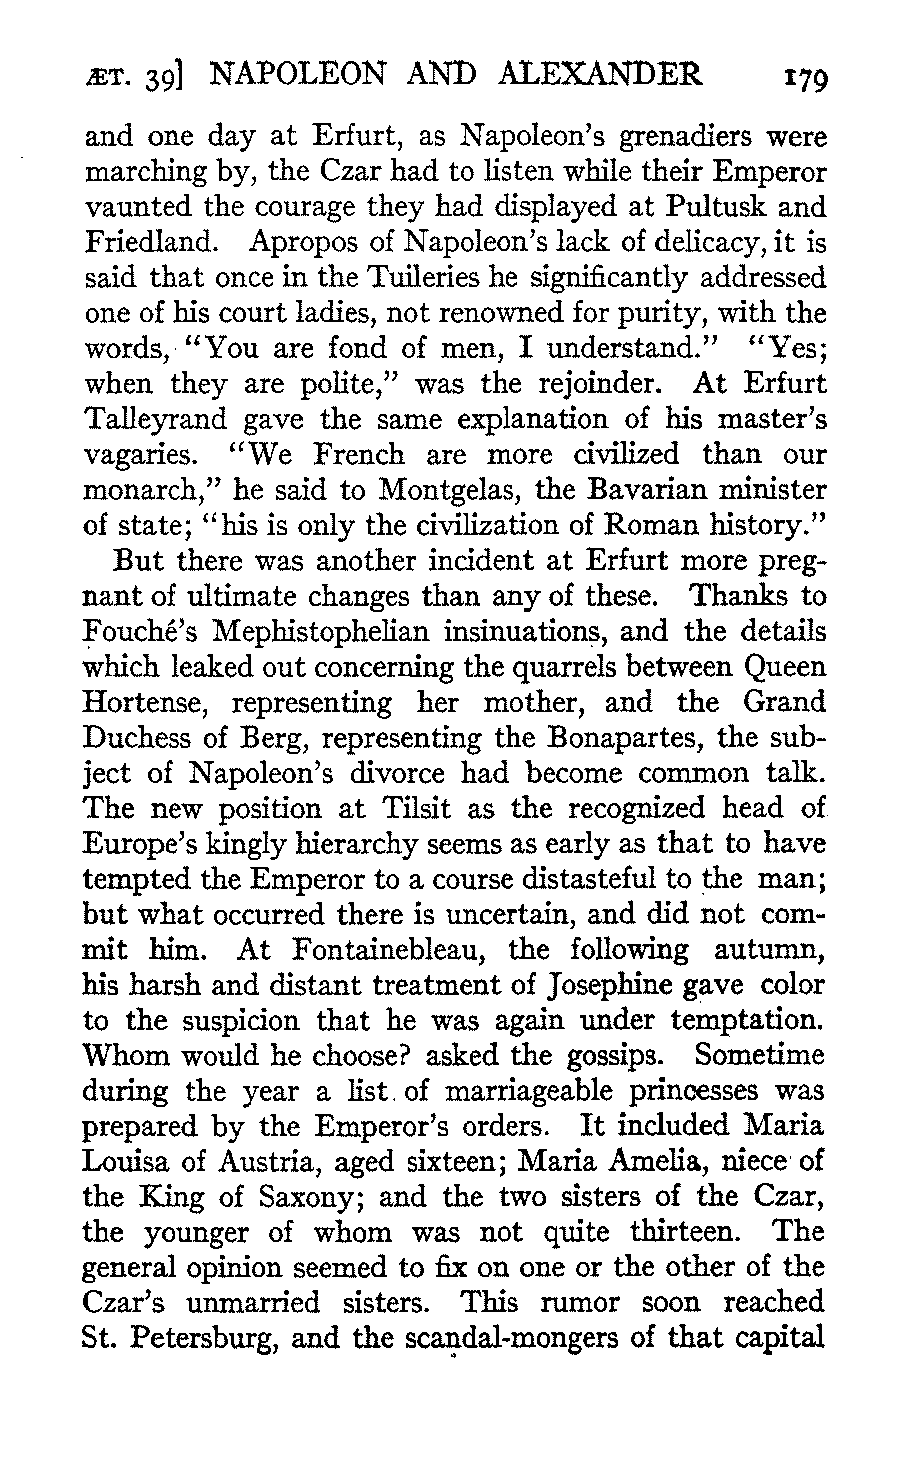 ÆT. 39] NAPOLEON AND ALEXANDER 179
and one day at Erfurt, as Napoleon's grenadiers were
marching by, the Czar had to listen while their Emperor
vaunted the courage they had displayed at Pultusk and
Friedland. Apropos of Napoleon's lack of delicacy, it is
said that once in the Tuileries he significantly addressed
one of his court ladies, not renowned for purity, with the
words, "You are fond of men, I understand." "Yes;
when they are polite," was the rejoinder. At Erfurt
Talleyrand gave the same explanation of his master's
vagaries. "We French are more civilized than our
monarch," he said to Montgelas, the Bavarian minister
of state; "his is only the civilization of Roman history."
But there was another incident at Erfurt more preg-
nant of ultimate changes than any of these. Thanks to
Fouché's Mephistophelian insinuations, and the details
which leaked out concerning the quarrels between Queen
Hortense, representing her mother, and the Grand
Duchess of Berg, representing the Bonapartes, the sub-
ject of Napoleon's divorce had become common talk.
The new position at Tilsit as the recognized head of
Europe's kingly hierarchy seems as early as that to have
tempted the Emperor to a course distasteful to the man;
but what occurred there is uncertain, and did not com-
mit him. At Fontainebleau, the following autumn,
his harsh and distant treatment of Josephine gave color
to the suspicion that he was again under temptation.
Whom would he choose? asked the gossips. Sometime
during the year a list of marriageable princesses was
prepared by the Emperor's orders. It included Maria
Louisa of Austria, aged sixteen; Maria Amelia, niece of
the King of Saxony; and the two sisters of the Czar,
the younger of whom was not quite thirteen. The
general opinion seemed to fix on one or the other of the
Czar's unmarried sisters. This rumor soon reached
St. Petersburg, and the scandal-mongers of that capital